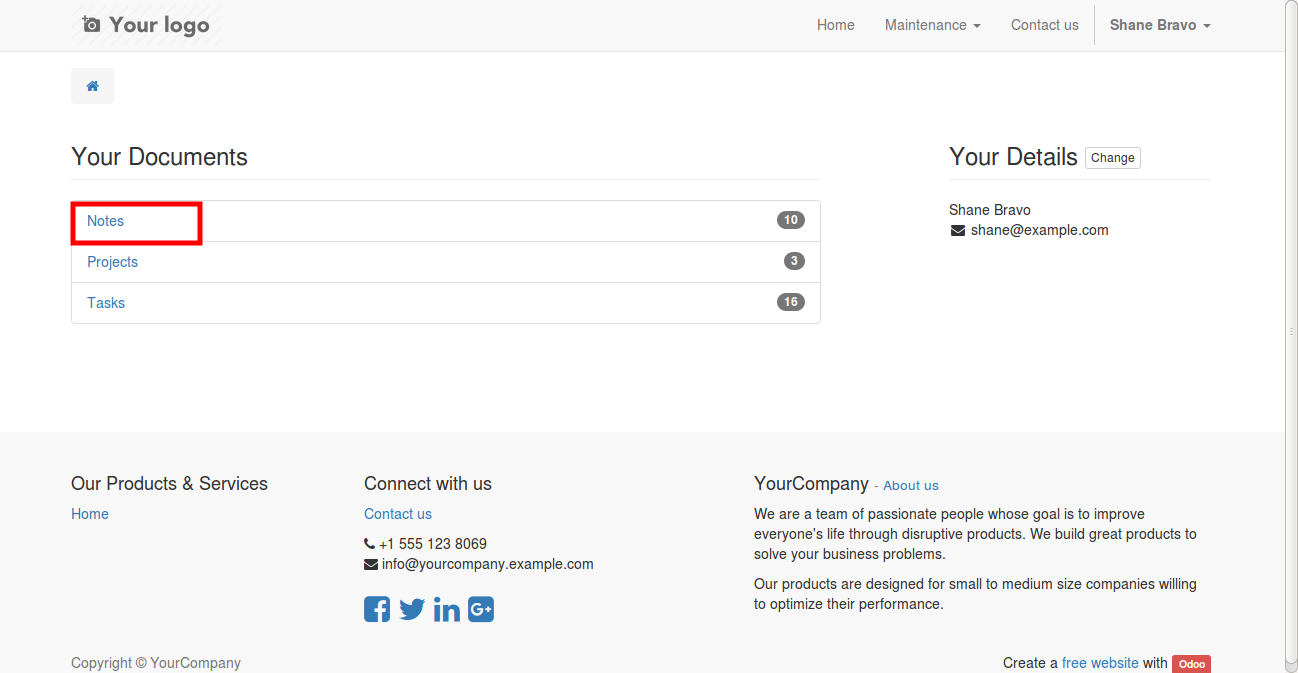 Your logo
Home Maintenance Contact us Shane Bravo
Your Documents
Notes 10
Projects 3
Tasks 16
Your Details Change
Shane Bravo
shane@example.com
Our Products & Services
Home
Connect with us
Contact us
+1 555 123 8069
info@yourcompany.example.com
YourCompany - About us
We are a team of passionate people whose goal is to improve
everyone's life through disruptive products. We build great products to
solve your business problems.
Our products are designed for small to medium size companies willing
to optimize their performance.
Copyright © YourCompany
Create a free website with Odoo